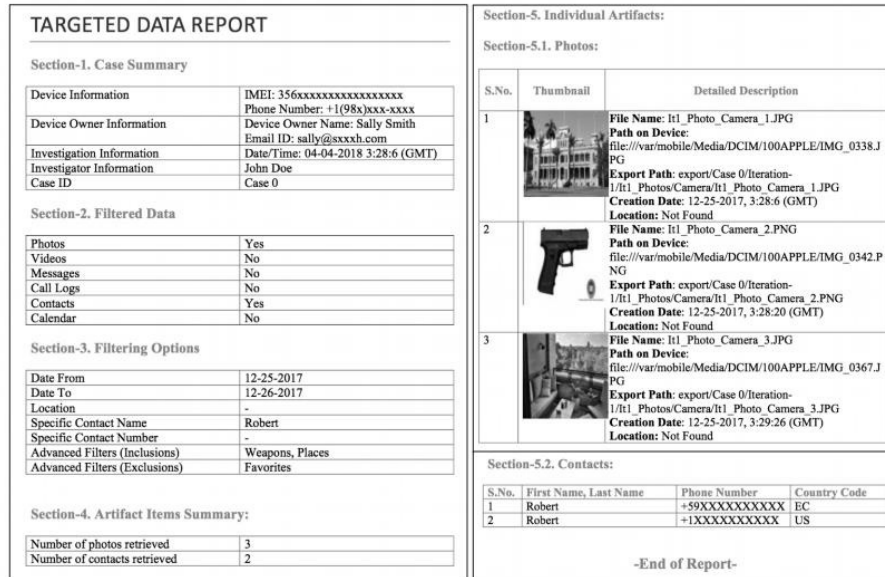 TARGETED DATA REPORT
Section-1. Case Summary
Device Information IMEI: 356xxxxxxxxxxxxxxxxx
Phone Number: +1(98x)xxx-xxxx
Device Owner Information Device Owner Name: Sally Smith
Email ID: sally@sxxxh.com
Investigation Information Date/Time: 04-04-2018 3:28:6 (GMT)
Investigator Information John Doe
Case ID Case 0
Section-2. Filtered Data
Photos Yes
Videos No
Messages No
Call Logs No
Contacts Yes
Calendar No
Section-3. Filtering Options
Date From 12-25-2017
Date To 12-26-2017
Location -
Specific Contact Name Robert
Specific Contact Number -
Advanced Filters (Inclusions) Weapons, Places
Advanced Filters (Exclusions) Favorites
Section-4. Artifact Items Summary:
Number of photos retrieved 3
Number of contacts retrieved 2
Section-5. Individual Artifacts:
Section-5.1. Photos:
S.No. Thumbnail Detailed Description
1 File Name: It1_Photo_Camera_1.JPG
Path on Device:
file:///var/mobile/Media/DCIM/100APPLE/IMG_0338.J
PG
Export Path: export/Case 0/Iteration-
1/It1_Photos/Camera/It1_Photo_Camera_1.JPG
Creation Date: 12-25-2017, 3:28:6 (GMT)
Location: Not Found
2 File Name: It1_Photo_Camera_2.PNG
Path on Device:
file:///var/mobile/Media/DCIM/100APPLE/IMG_0342.P
NG
Export Path: export/Case 0/Iteration-
1/It1_Photos/Camera/It1_Photo_Camera_2.PNG
Creation Date: 12-25-2017, 3:28:20 (GMT)
Location: Not Found
3 File Name: It1_Photo_Camera_3.JPG
Path on Device:
file:///var/mobile/Media/DCIM/100APPLE/IMG_0367.J
PG
Export Path: export/Case 0/Iteration-
1/It1_Photos/Camera/It1_Photo_Camera_3.JPG
Creation Date: 12-25-2017, 3:29:26 (GMT)
Location: Not Found
Section-5.2. Contacts:
S.No. First Name, Last Name Phone Number Country Code
1 Robert +59XXXXXXXXXX EC
2 Robert +1XXXXXXXXXX US
-End of Report-